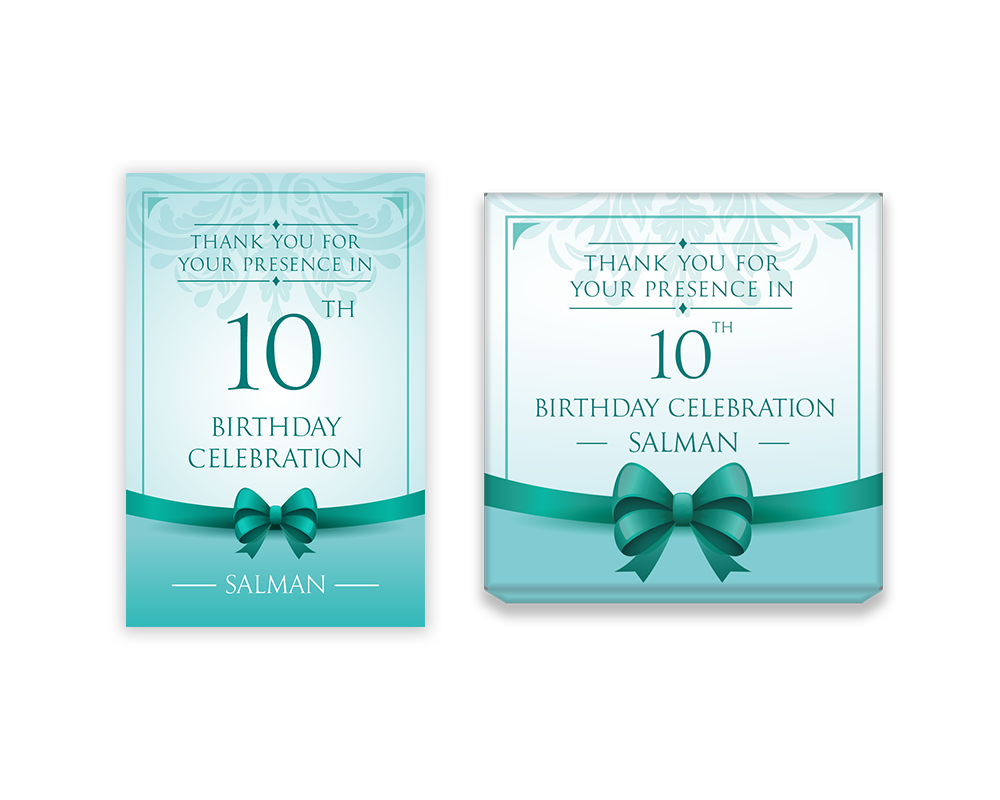 THANK YOU FOR
YOUR PRESENCE IN
10TH
BIRTHDAY
CELEBRATION
SALMAN
THANK YOU FOR
YOUR PRESENCE IN
10TH
BIRTHDAY CELEBRATION
SALMAN